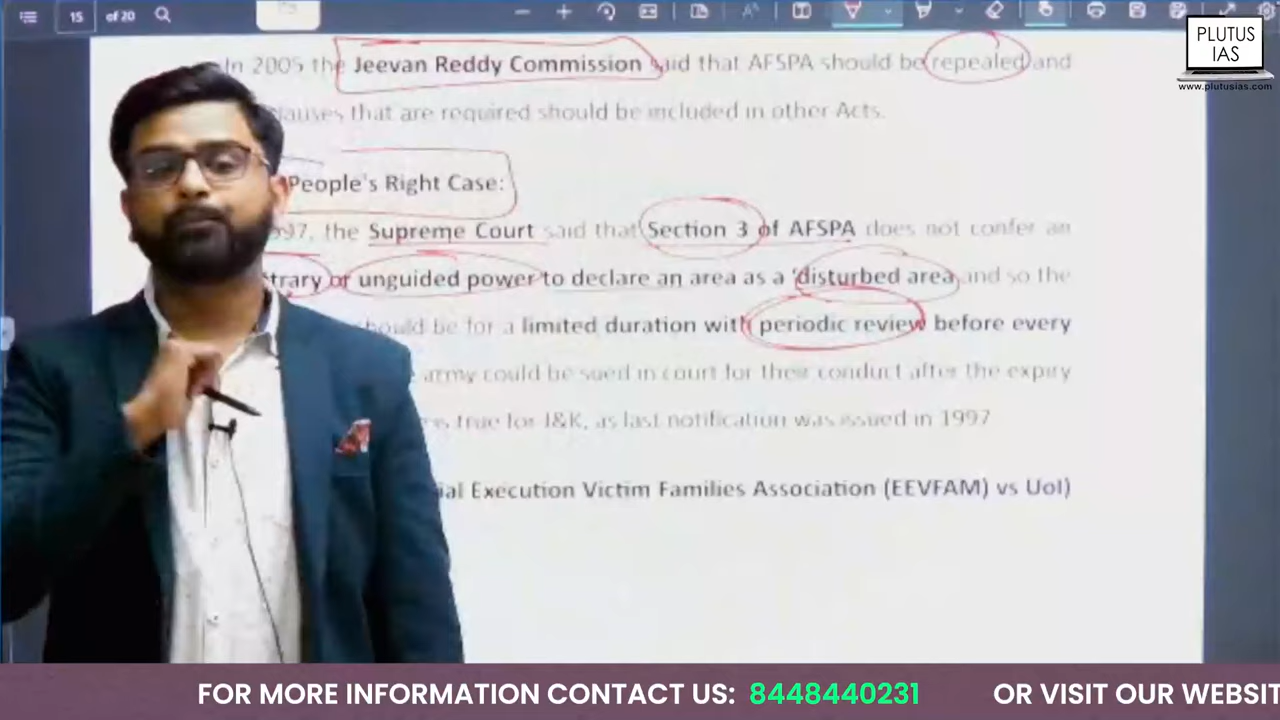 15 of 20
PLUTUS
IAS
www.plutusias.com
In 2005 the Jeevan Reddy Commission said that AFSPA should be repealed and
lauses that are required should be included in other Acts.
People's Right Case:
997, the Supreme Court said that Section 3 of AFSPA does not confer an
trary or unguided power to declare an area as a 'disturbed area and so the
hould be for a limited duration with periodic review before every
army could be sued in court for their conduct after the expiry
is true for J&K, as last notification was issued in 1997
ial Execution Victim Families Association (EEVFAM) vs UoI)
FOR MORE INFORMATION CONTACT US: 8448440231 OR VISIT OUR WEBSIT